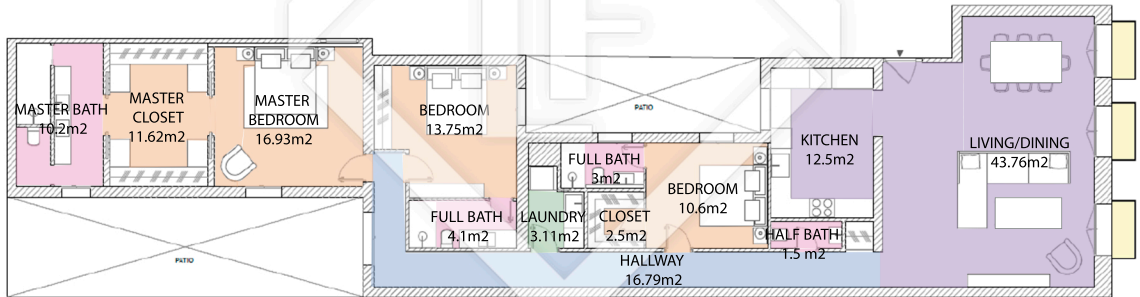 MASTER BATH
10.2m2
MASTER
CLOSET
11.62m2
MASTER
BEDROOM
16.93m2
BEDROOM
13.75m2
FULL BATH
4.1m2
LAUNDRY
3.11m2
FULL BATH
3m2
CLOSET
2.5m2
BEDROOM
10.6m2
HALLWAY
16.79m2
KITCHEN
12.5m2
HALF BATH
1.5 m2
LIVING/DINING
43.76m2
PATIO
PATIO